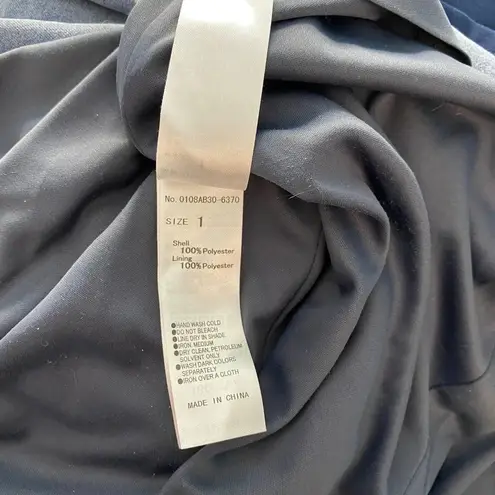 No. 0108AB30-6370
SIZE 1
Shell
100%Polyester
Lining
100%Polyester
●HAND WASH COLD
●DO NOT BLEACH
●LINE DRY IN SHADE
●IRON, MEDIUM
●DRY CLEAN, PETROLEUM
SOLVENT ONLY
●WASH DARK COLORS
SEPARATELY
●IRON OVER A CLOTH
MADE IN CHINA